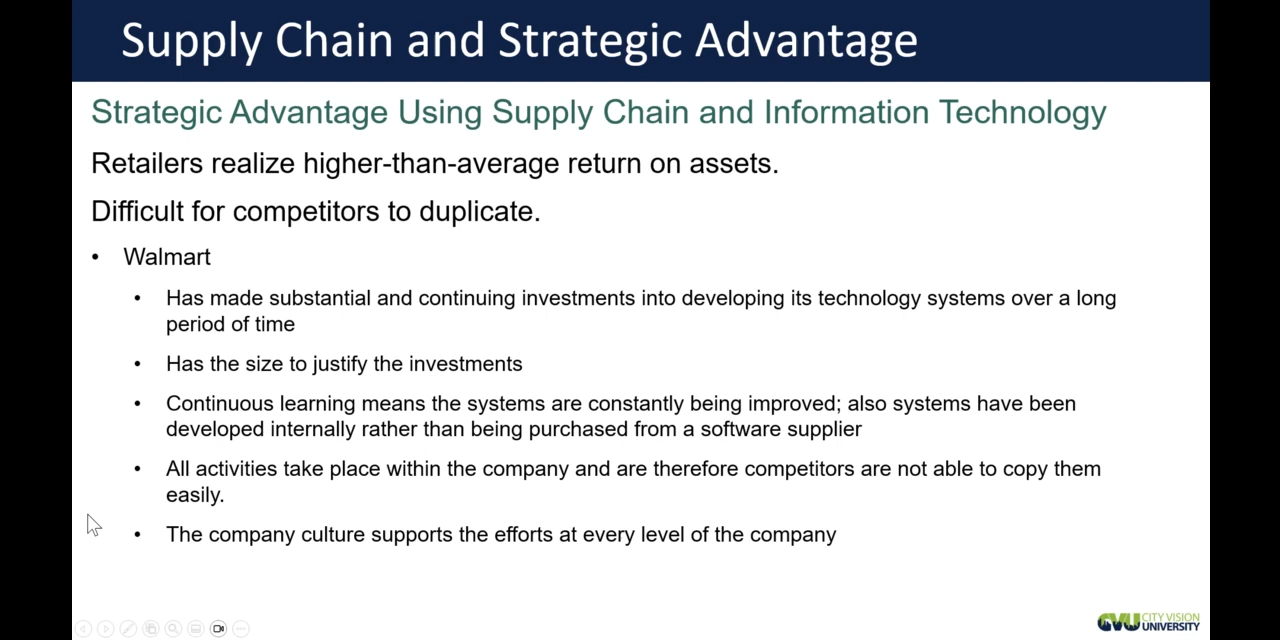 Supply Chain and Strategic Advantage
Strategic Advantage Using Supply Chain and Information Technology
Retailers realize higher-than-average return on assets.
Difficult for competitors to duplicate.
• Walmart
• Has made substantial and continuing investments into developing its technology systems over a long
period of time
• Has the size to justify the investments
• Continuous learning means the systems are constantly being improved; also systems have been
developed internally rather than being purchased from a software supplier
• All activities take place within the company and are therefore competitors are not able to copy them
easily.
• The company culture supports the efforts at every level of the company
CVU CITY VISION
UNIVERSITY